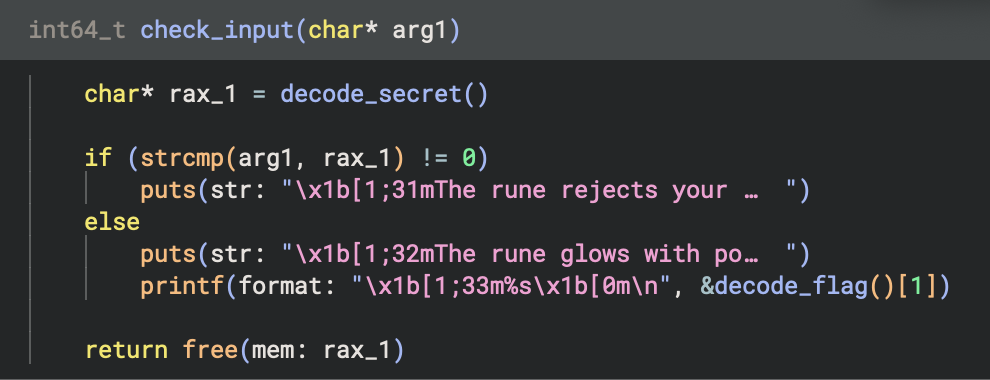 int64_t check_input(char* arg1)
char* rax_1 = decode_secret()
if (strcmp(arg1, rax_1) != 0)
puts(str: "\x1b[1;31mThe rune rejects your … ")
else
puts(str: "\x1b[1;32mThe rune glows with po… ")
printf(format: "\x1b[1;33m%s\x1b[0m\n", &decode_flag()[1])
return free(mem: rax_1)